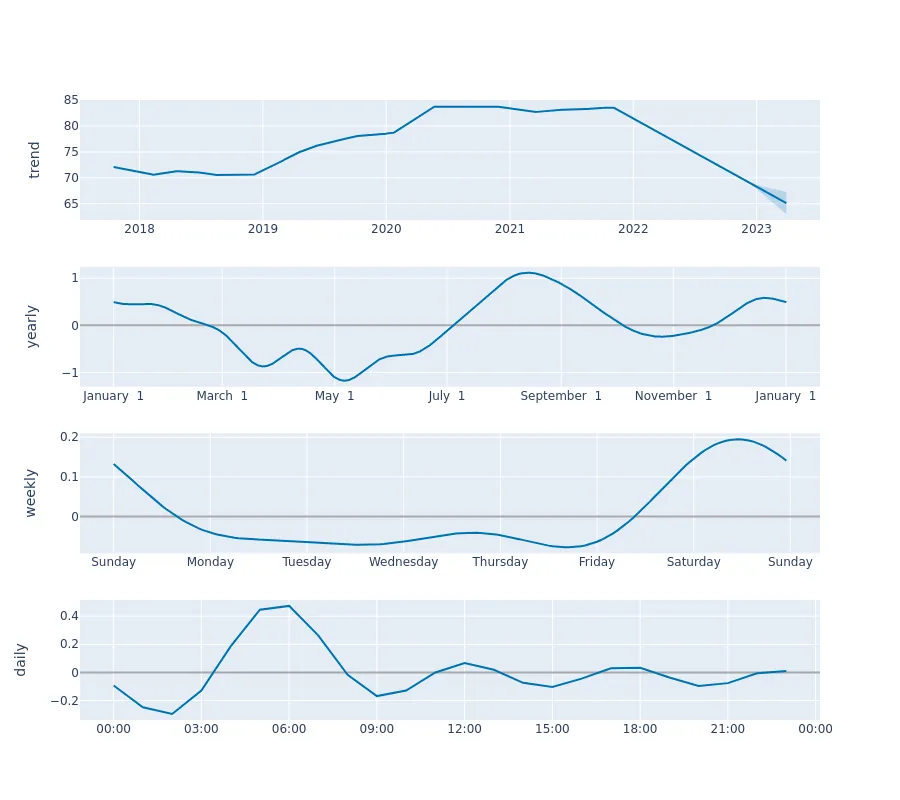 85
80
75
70
65
trend
2018 2019 2020 2021 2022 2023
1
0
−1
yearly
January 1 March 1 May 1 July 1 September 1 November 1 January 1
0.2
0.1
0
weekly
Sunday Monday Tuesday Wednesday Thursday Friday Saturday Sunday
0.4
0.2
0
−0.2
daily
00:00 03:00 06:00 09:00 12:00 15:00 18:00 21:00 00:00